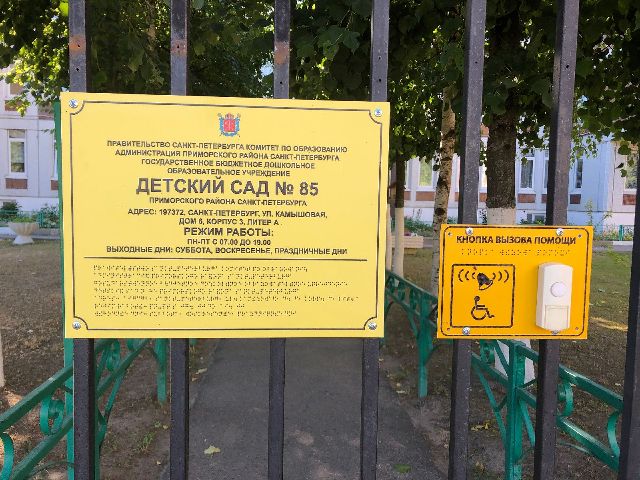 ПРАВИТЕЛЬСТВО САНКТ-ПЕТЕРБУРГА КОМИТЕТ ПО ОБРАЗОВАНИЮ
АДМИНИСТРАЦИЯ ПРИМОРСКОГО РАЙОНА САНКТ-ПЕТЕРБУРГА
ГОСУДАРСТВЕННОЕ БЮДЖЕТНОЕ ДОШКОЛЬНОЕ
ОБРАЗОВАТЕЛЬНОЕ УЧРЕЖДЕНИЕ
ДЕТСКИЙ САД № 85
ПРИМОРСКОГО РАЙОНА САНКТ-ПЕТЕРБУРГА
АДРЕС: 197372, САНКТ-ПЕТЕРБУРГ, УЛ. КАМЫШОВАЯ,
ДОМ 6, КОРПУС 3, ЛИТЕР А.
РЕЖИМ РАБОТЫ:
ПН-ПТ С 07.00 ДО 19.00
ВЫХОДНЫЕ ДНИ: СУББОТА, ВОСКРЕСЕНЬЕ, ПРАЗДНИЧНЫЕ ДНИ
КНОПКА ВЫЗОВА ПОМОЩИ